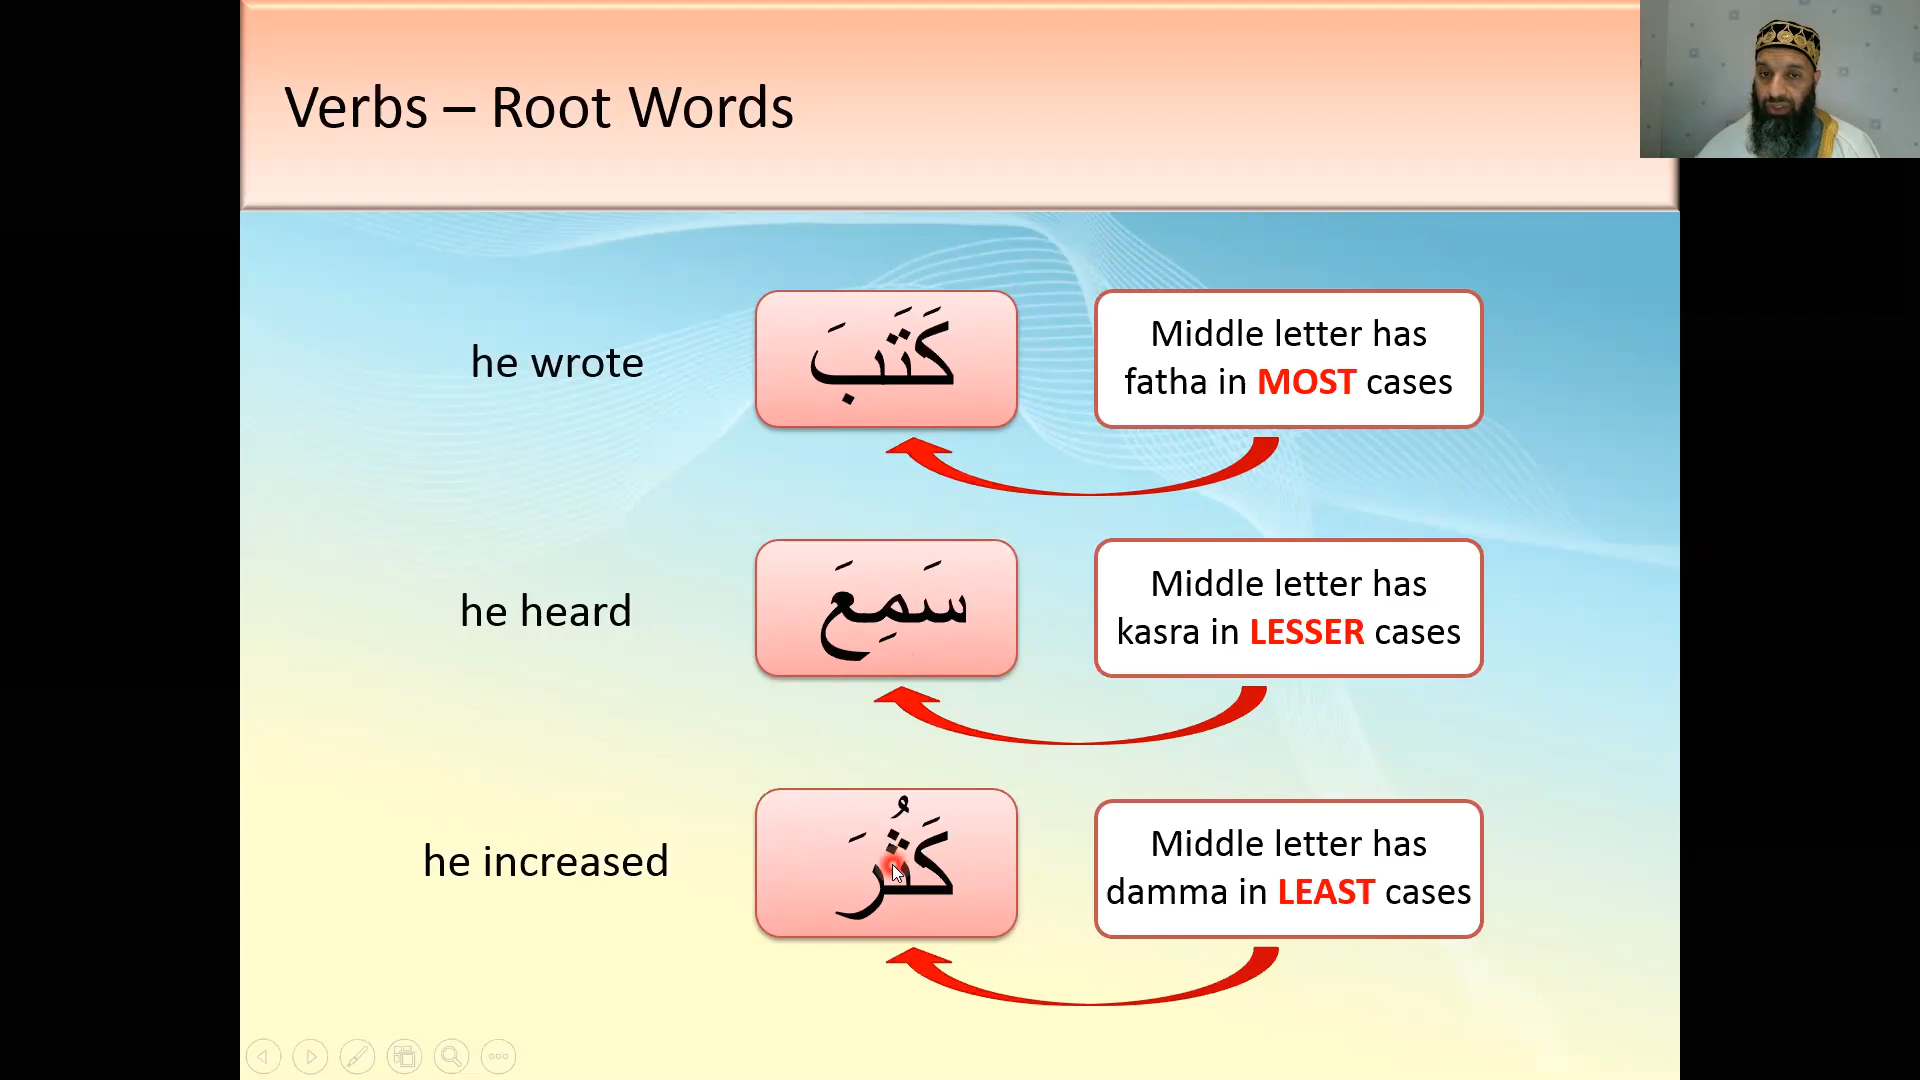 Verbs – Root Words
he wrote
كَتَبَ
Middle letter has
fatha in MOST cases
he heard
سَمِعَ
Middle letter has
kasra in LESSER cases
he increased
كَثُرَ
Middle letter has
damma in LEAST cases